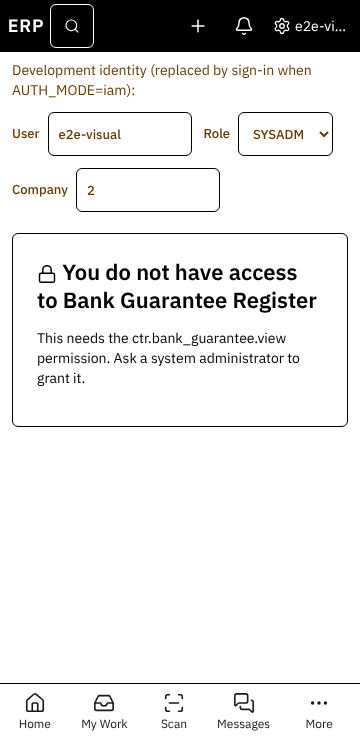 ERP
e2e-vi...
Development identity (replaced by sign-in when
AUTH_MODE=iam):
User e2e-visual Role SYSADM
Company 2
You do not have access
to Bank Guarantee Register
This needs the ctr.bank_guarantee.view
permission. Ask a system administrator to
grant it.
Home My Work Scan Messages More